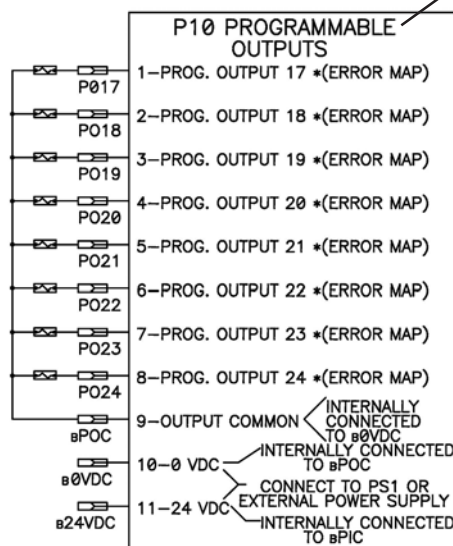 P10 PROGRAMMABLE
OUTPUTS
1-PROG. OUTPUT 17 *(ERROR MAP)
PO17
2-PROG. OUTPUT 18 *(ERROR MAP)
PO18
3-PROG. OUTPUT 19 *(ERROR MAP)
PO19
4-PROG. OUTPUT 20 *(ERROR MAP)
PO20
5-PROG. OUTPUT 21 *(ERROR MAP)
PO21
6-PROG. OUTPUT 22 *(ERROR MAP)
PO22
7-PROG. OUTPUT 23 *(ERROR MAP)
PO23
8-PROG. OUTPUT 24 *(ERROR MAP)
PO24
9-OUTPUT COMMON
INTERNALLY
CONNECTED
TO B0VDC
BPOC
10-0 VDC
INTERNALLY CONNECTED
TO BPOC
B0VDC
CONNECT TO PS1 OR
EXTERNAL POWER SUPPLY
11-24 VDC
B24VDC
INTERNALLY CONNECTED
TO BPIC